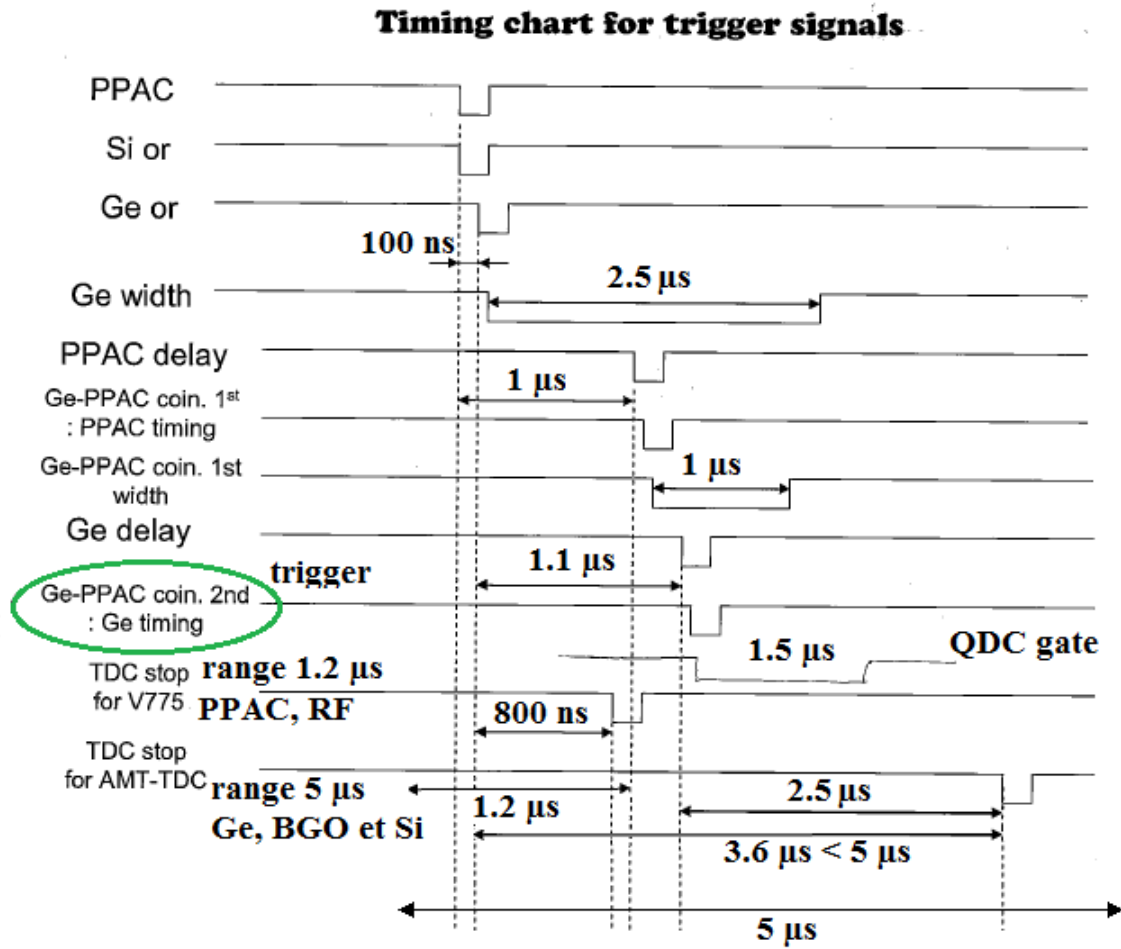 Timing chart for trigger signals
PPAC
Si or
Ge or
100 ns
2.5 µs
Ge width
PPAC delay
1 µs
Ge-PPAC coin. 1st
: PPAC timing
1 µs
Ge-PPAC coin. 1st
width
Ge delay
1.1 µs
trigger
Ge-PPAC coin. 2nd
: Ge timing
1.5 µs
QDC gate
TDC stop
for V775
range 1.2 µs
PPAC, RF
800 ns
TDC stop
for AMT-TDC
range 5 µs
Ge, BGO et Si
1.2 µs
2.5 µs
3.6 µs < 5 µs
5 µs